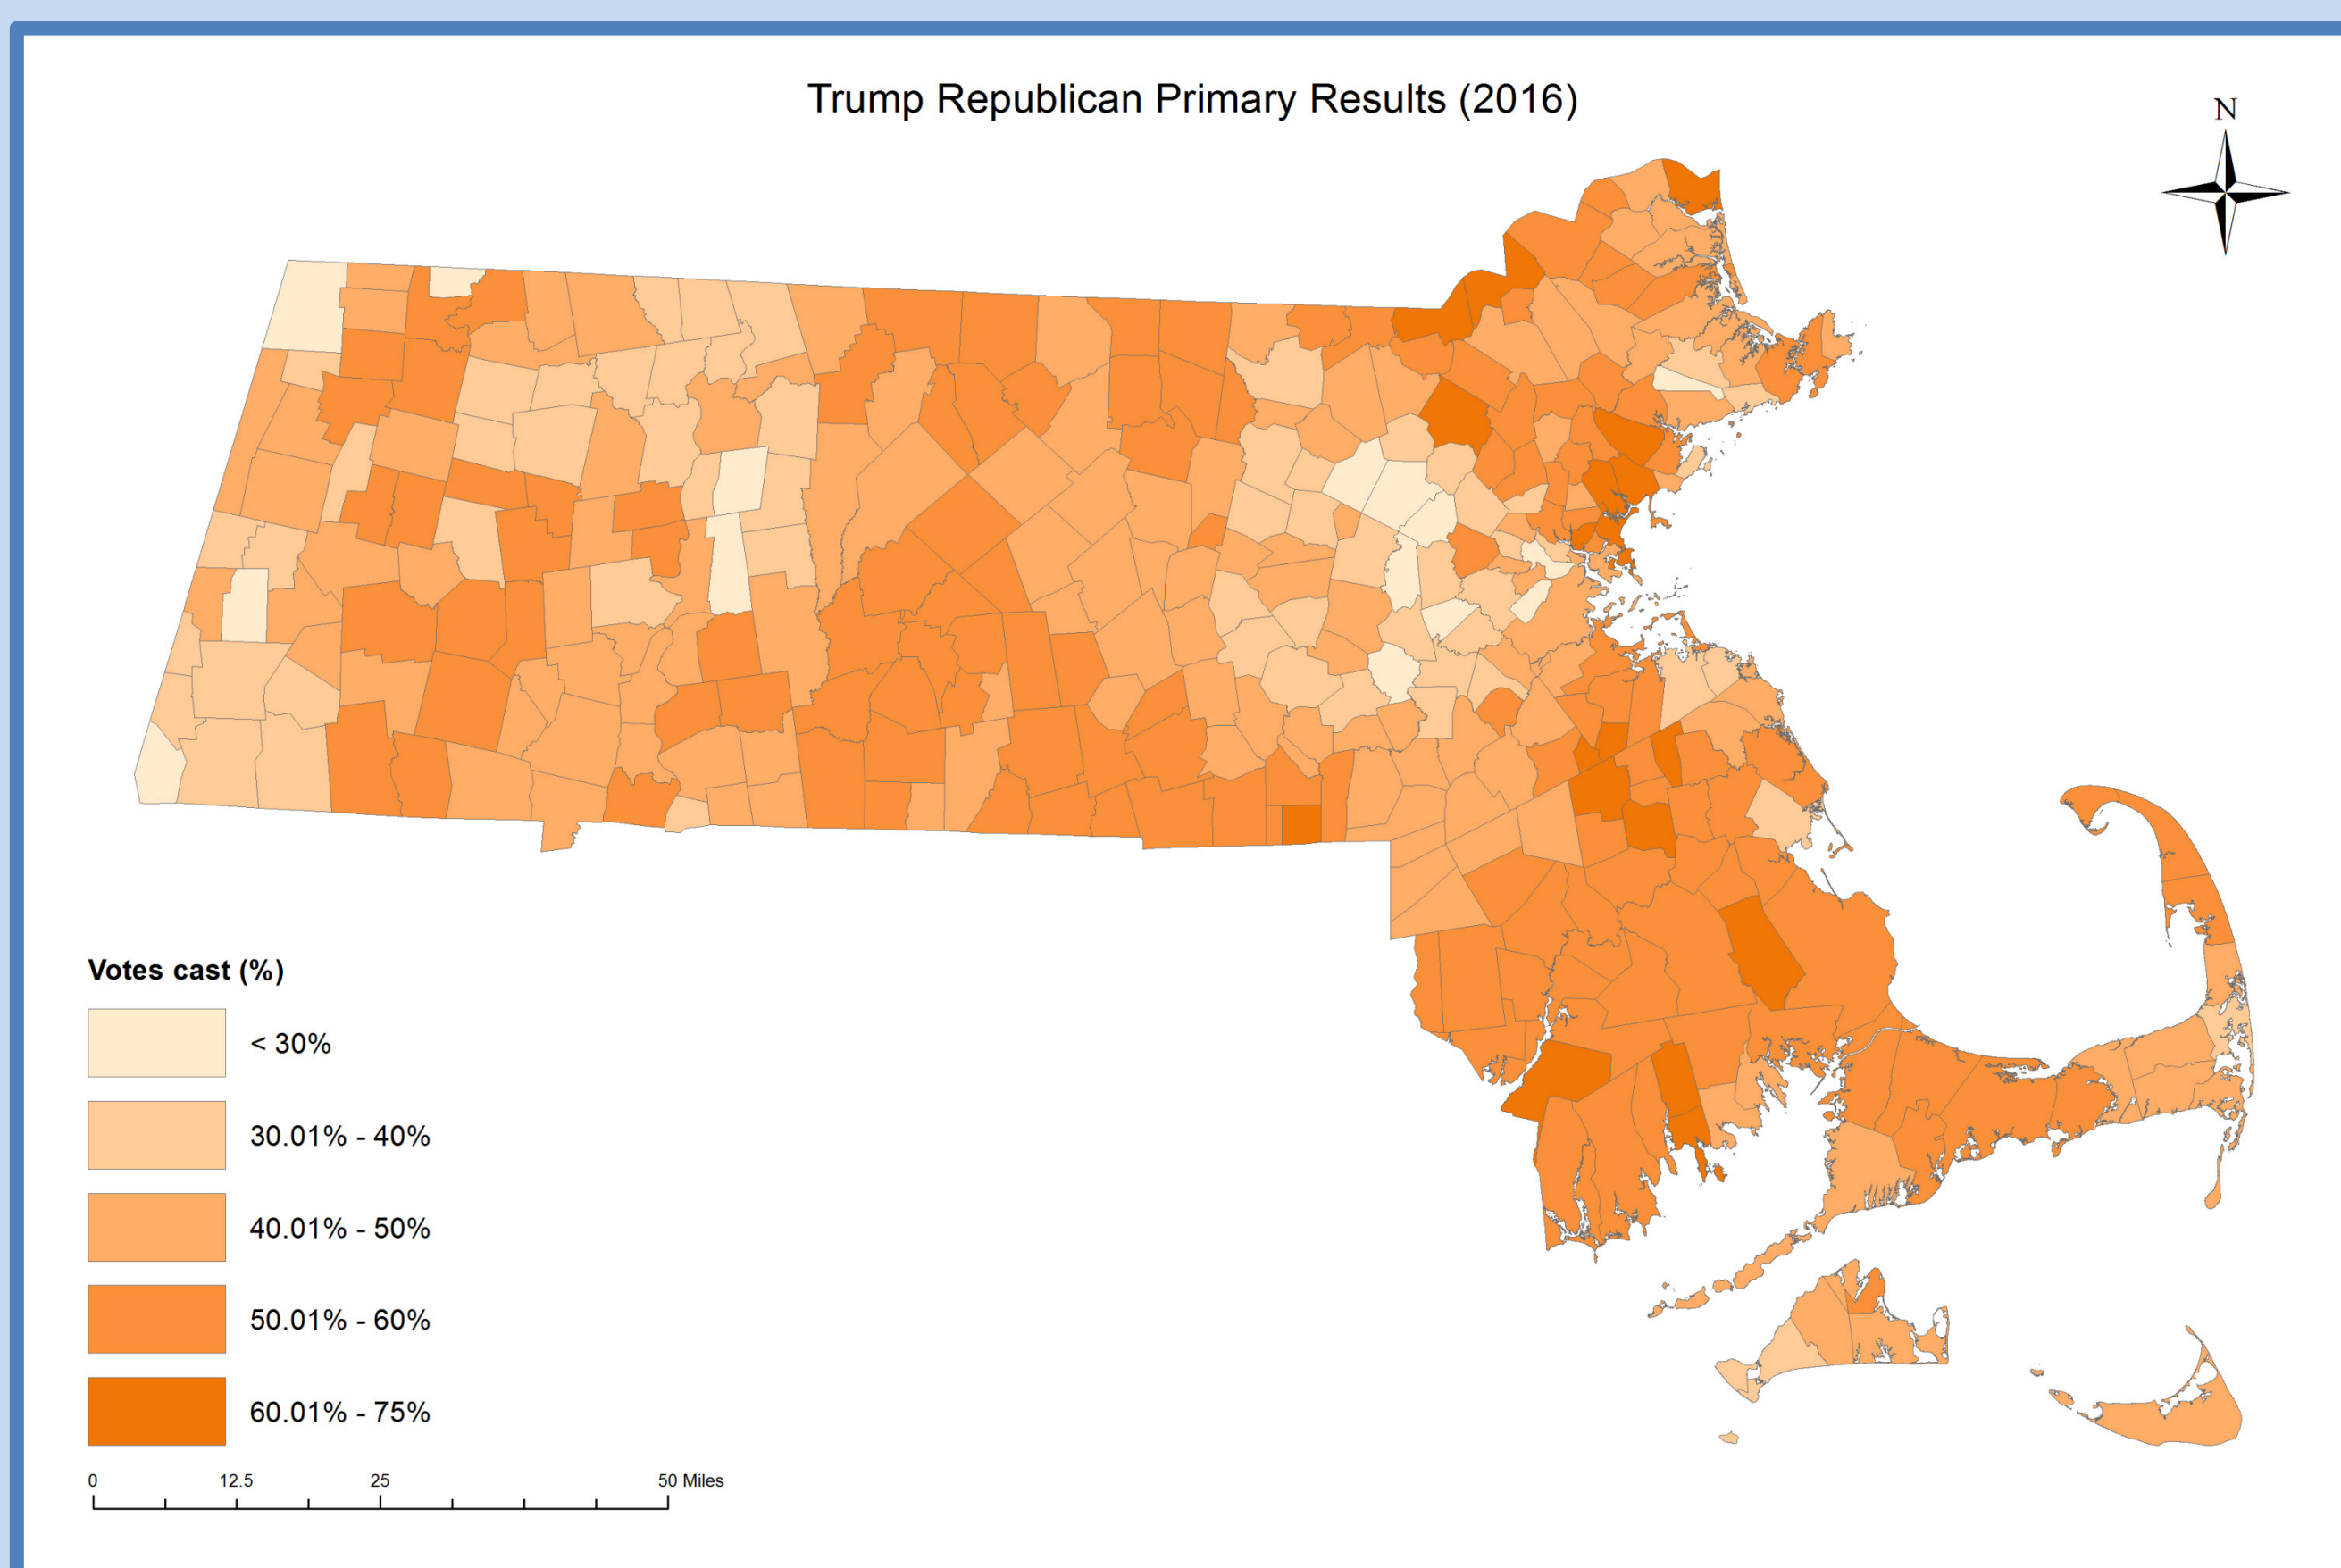 Trump Republican Primary Results (2016)
N
Votes cast (%)
< 30%
30.01% - 40%
40.01% - 50%
50.01% - 60%
60.01% - 75%
0 12.5 25 50 Miles